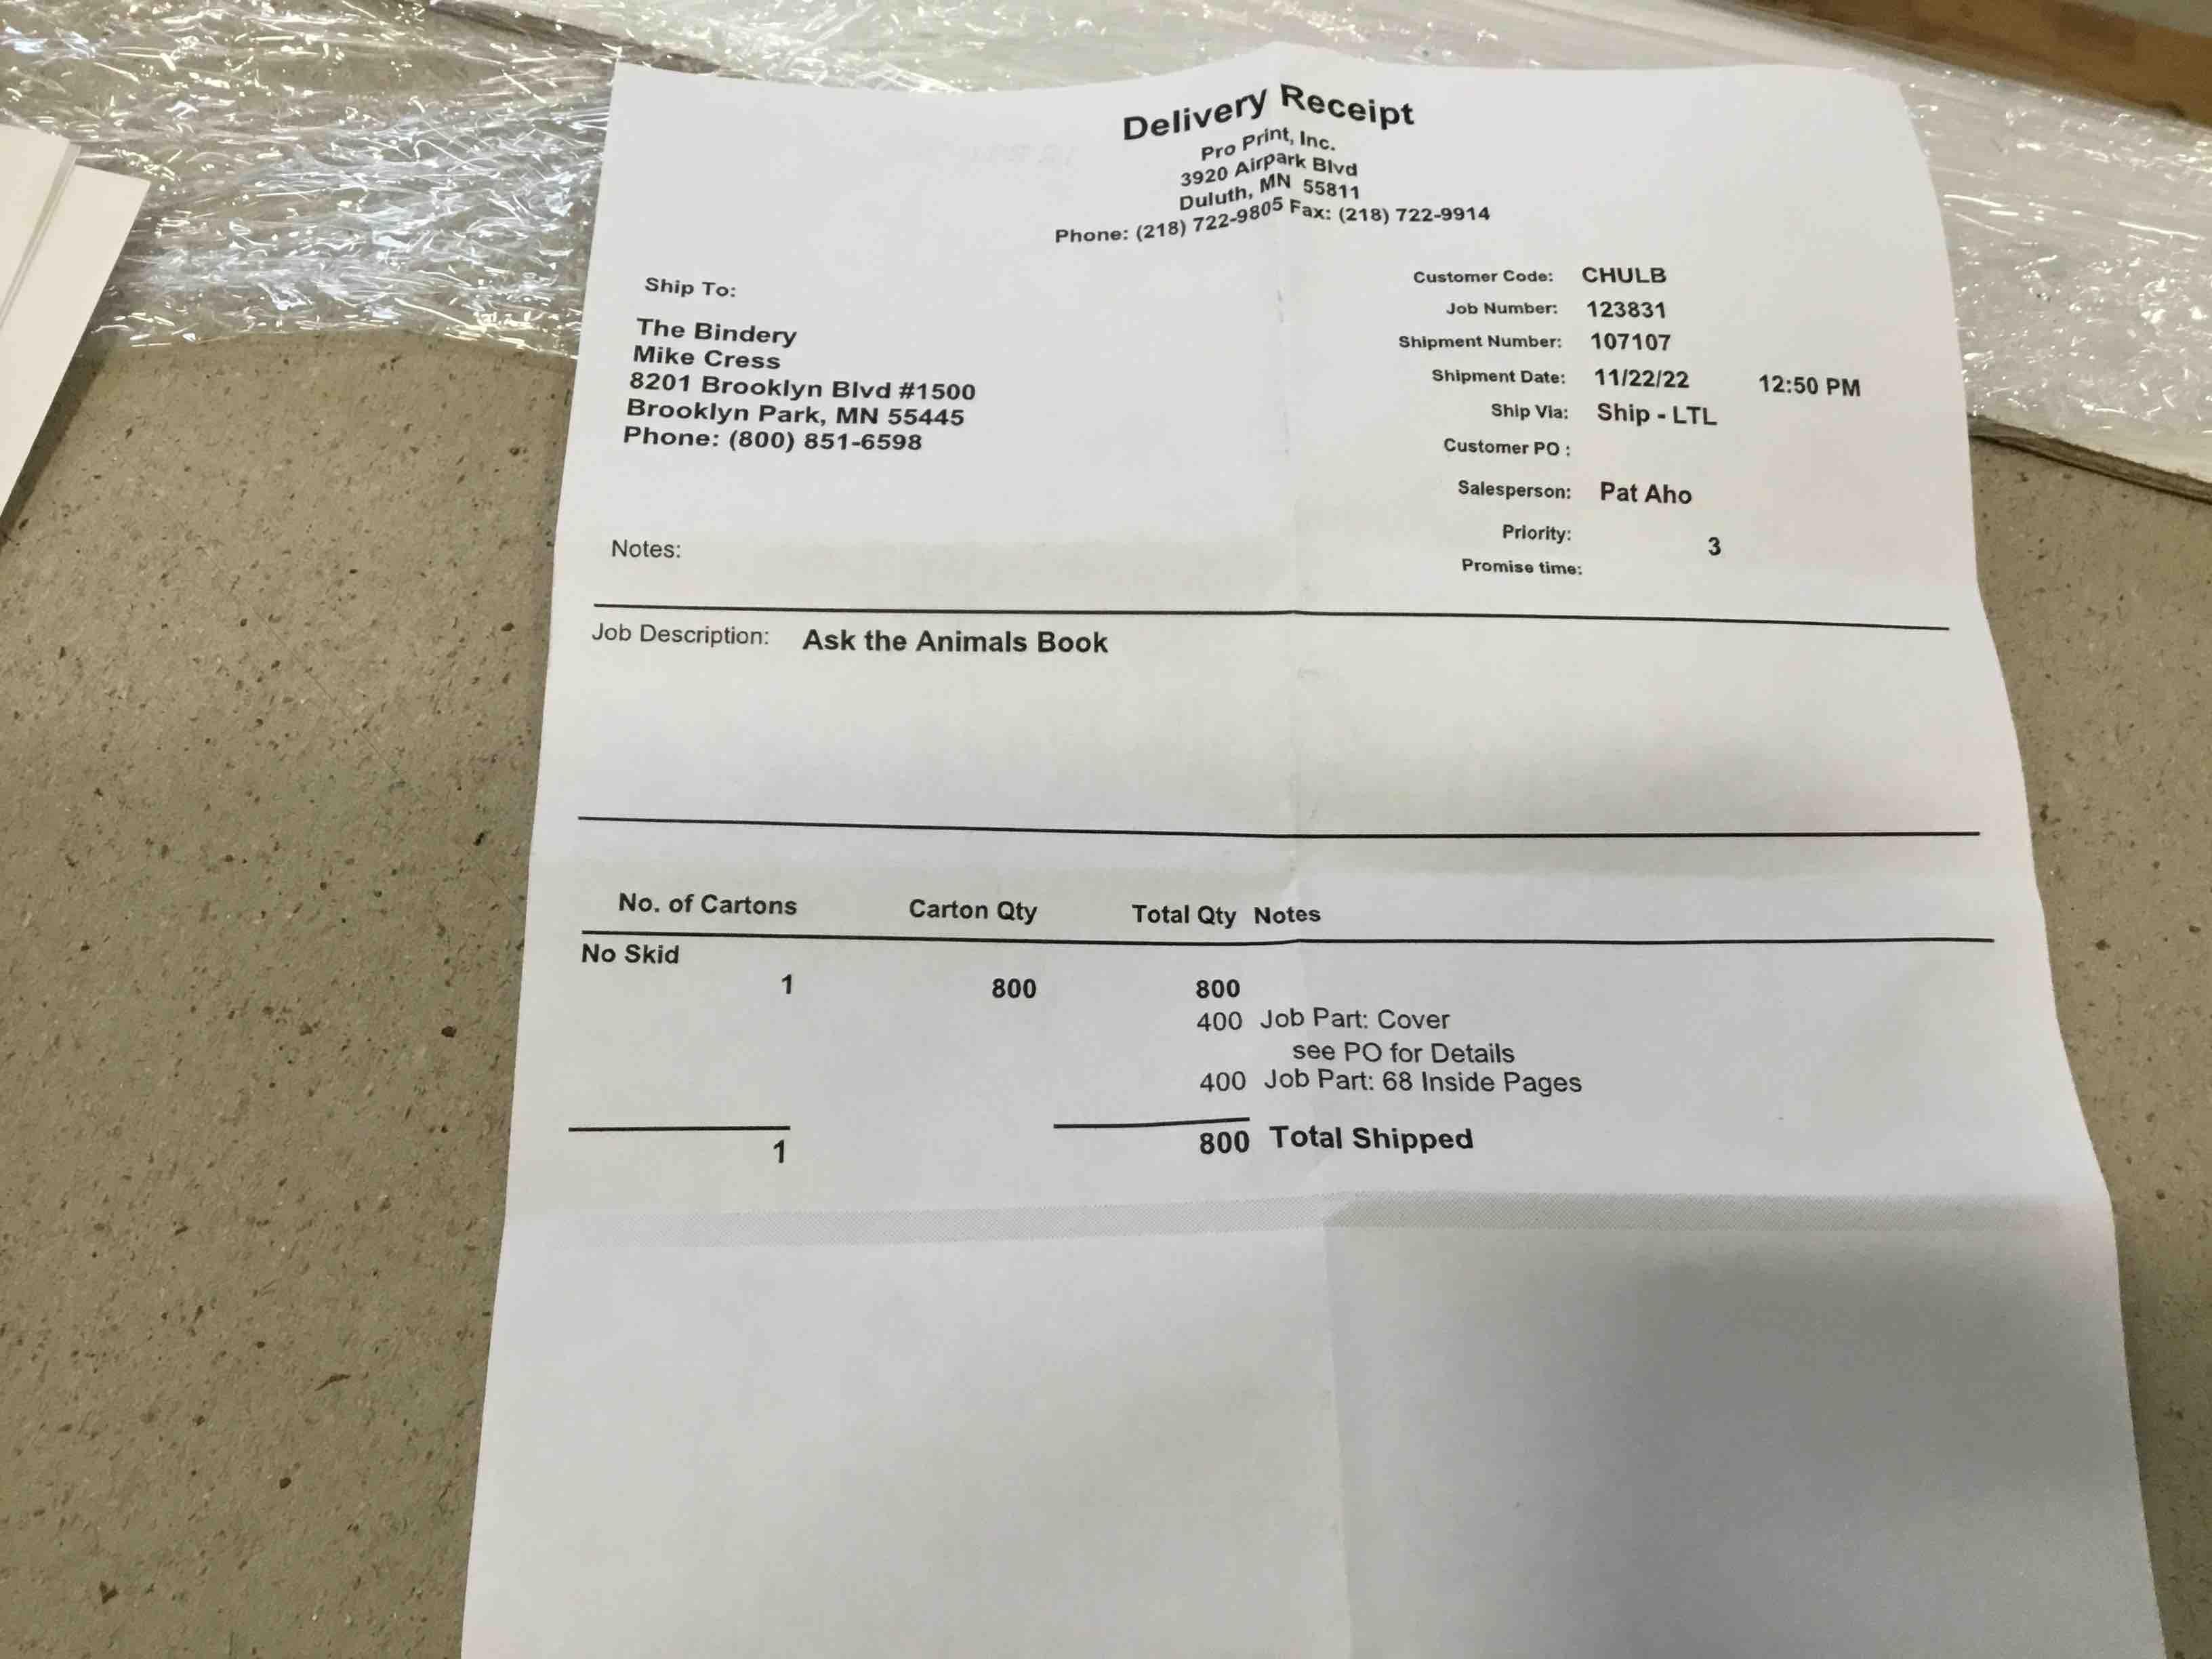 Delivery Receipt
Pro Print, Inc.
3920 Airpark Blvd
Duluth, MN 55811
Phone: (218) 722-9805 Fax: (218) 722-9914
Ship To:
The Bindery
Mike Cress
8201 Brooklyn Blvd #1500
Brooklyn Park, MN 55445
Phone: (800) 851-6598
Notes:
Customer Code: CHULB
Job Number: 123831
Shipment Number: 107107
Shipment Date: 11/22/22 12:50 PM
Ship Via: Ship - LTL
Customer PO :
Salesperson: Pat Aho
Priority: 3
Promise time:
Job Description: Ask the Animals Book
No. of Cartons Carton Qty Total Qty Notes
No Skid
1 800 800
400 Job Part: Cover
see PO for Details
400 Job Part: 68 Inside Pages
1 800 Total Shipped